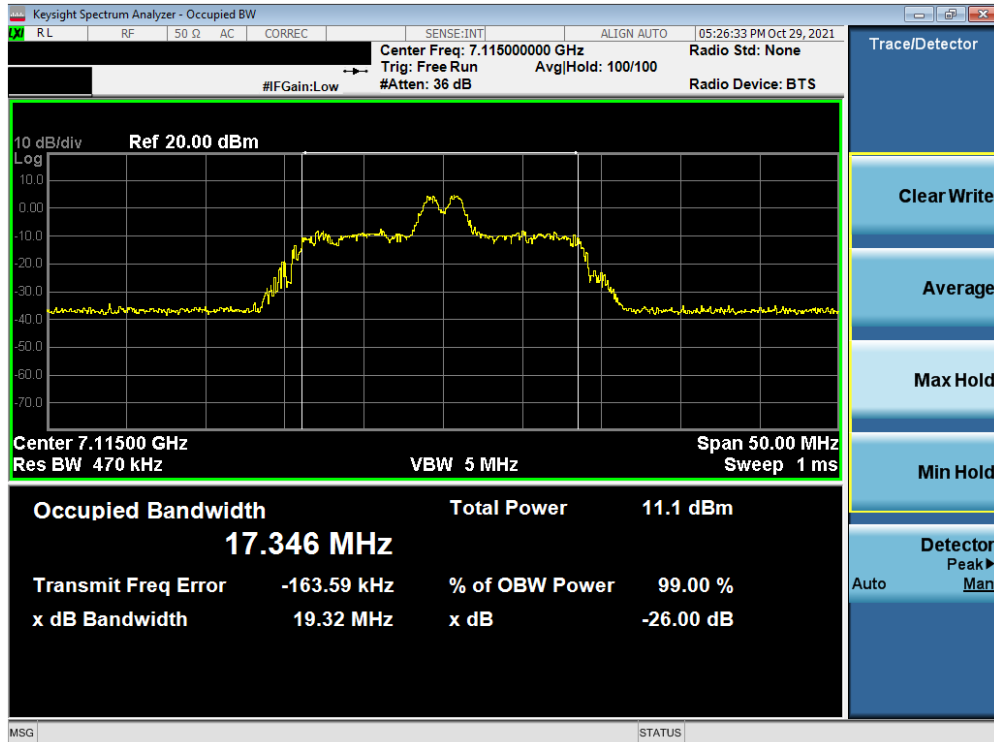 Keysight Spectrum Analyzer - Occupied BW
LXI RL RF 50 Ω AC CORREC SENSE:INT ALIGN AUTO 05:26:33 PM Oct 29, 2021
Center Freq: 7.115000000 GHz Radio Std: None
Trig: Free Run Avg|Hold: 100/100
#IFGain:Low #Atten: 36 dB Radio Device: BTS
Trace/Detector
10 dB/div Ref 20.00 dBm
Log
10.0
0.00
-10.0
-20.0
-30.0
-40.0
-50.0
-60.0
-70.0
Center 7.11500 GHz Span 50.00 MHz
Res BW 470 kHz VBW 5 MHz Sweep 1 ms
Clear Write
Average
Max Hold
Min Hold
Detector
Peak▶
Auto Man
Occupied Bandwidth Total Power 11.1 dBm
17.346 MHz
Transmit Freq Error -163.59 kHz % of OBW Power 99.00 %
x dB Bandwidth 19.32 MHz x dB -26.00 dB
MSG STATUS